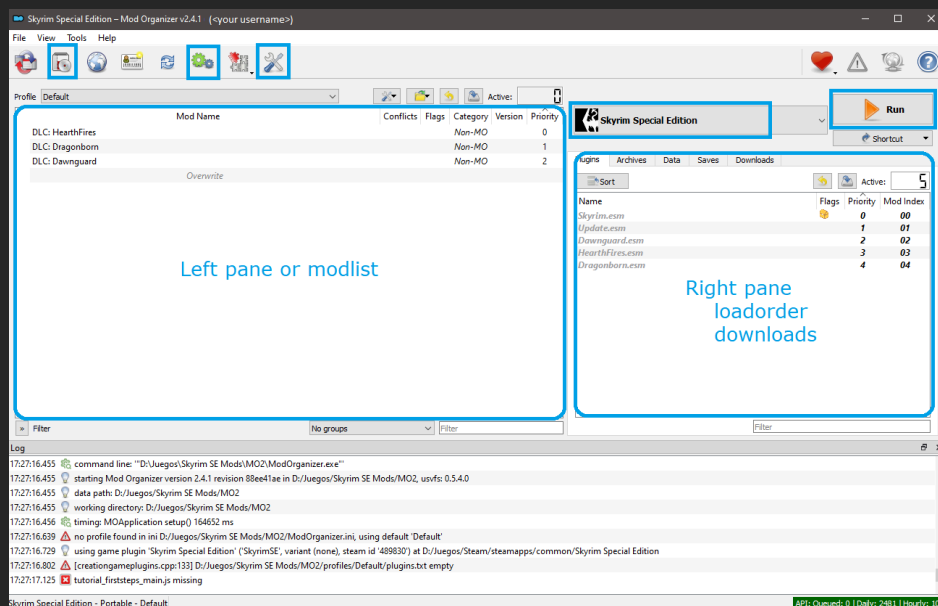 Skyrim Special Edition – Mod Organizer v2.4.1 (<your username>)
File View Tools Help
Profile Default Active: 0
Mod Name Conflicts Flags Category Version Priority
DLC: HearthFires Non-MO 0
DLC: Dragonborn Non-MO 1
DLC: Dawnguard Non-MO 2
Overwrite
Left pane or modlist
» Filter No groups Filter
Skyrim Special Edition
Run
Shortcut
Plugins Archives Data Saves Downloads
Sort Active: 5
Name Flags Priority Mod Index
Skyrim.esm 0 00
Update.esm 1 01
Dawnguard.esm 2 02
HearthFires.esm 3 03
Dragonborn.esm 4 04
Right pane
loadorder
downloads
Filter
Log
17:27:16.455 command line: '"D:\Juegos\Skyrim SE Mods\MO2\ModOrganizer.exe"'
17:27:16.455 starting Mod Organizer version 2.4.1 revision 88ee41ae in D:/Juegos/Skyrim SE Mods/MO2, usvfs: 0.5.4.0
17:27:16.455 data path: D:/Juegos/Skyrim SE Mods/MO2
17:27:16.455 working directory: D:/Juegos/Skyrim SE Mods/MO2
17:27:16.456 timing: MOApplication setup() 164652 ms
17:27:16.639 no profile found in ini D:/Juegos/Skyrim SE Mods/MO2/ModOrganizer.ini, using default 'Default'
17:27:16.729 using game plugin 'Skyrim Special Edition' ('SkyrimSE', variant (none), steam id '489830') at D:/Juegos/Steam/steamapps/common/Skyrim Special Edition
17:27:16.802 [creationgameplugins.cpp:133] D:/Juegos/Skyrim SE Mods/MO2/profiles/Default/plugins.txt empty
17:27:17.125 tutorial_firststeps_main.js missing
Skyrim Special Edition - Portable - Default
API: Queued: 0 | Daily: 2481 | Hourly: 10